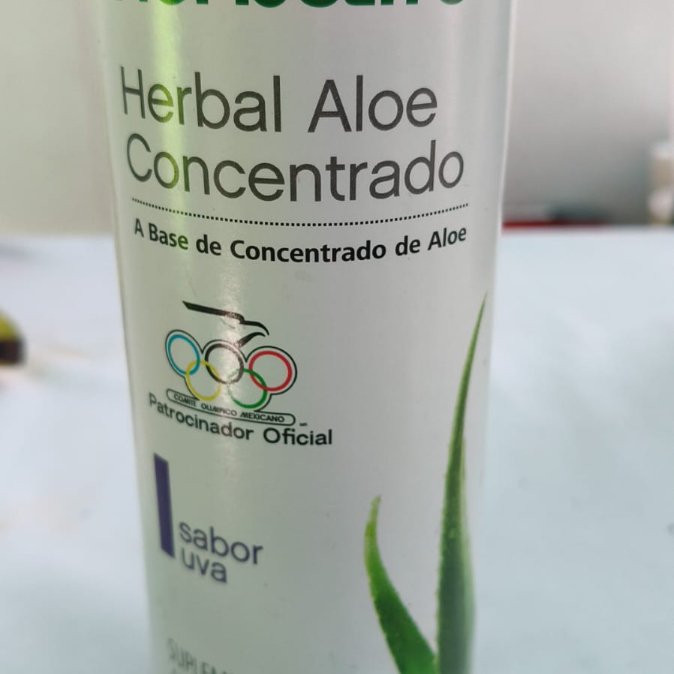 Herbal Aloe
Concentrado
A Base de Concentrado de Aloe
COMITÉ OLÍMPICO MEXICANO
Patrocinador Oficial
sabor
uva